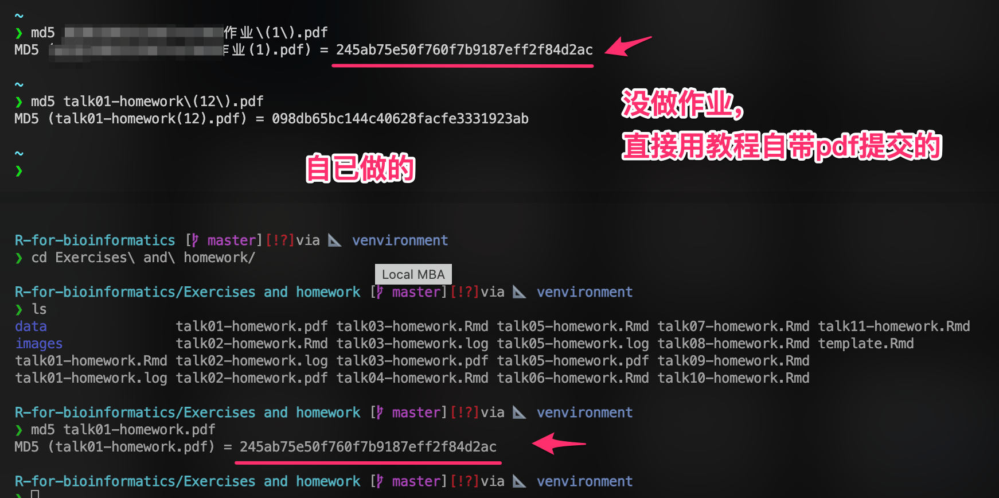 ~
❯ md5 作业\(1\).pdf
MD5 ( 作业(1).pdf) = 245ab75e50f760f7b9187eff2f84d2ac
~
❯ md5 talk01-homework\(12\).pdf
MD5 (talk01-homework(12).pdf) = 098db65bc144c40628facfe3331923ab
没做作业,
直接用教程自带pdf提交的
~
❯
自已做的
R-for-bioinformatics [ master][!?]via venvironment
❯ cd Exercises\ and\ homework/
Local MBA
R-for-bioinformatics/Exercises and homework [ master][!?]via venvironment
❯ ls
data talk01-homework.pdf talk03-homework.Rmd talk05-homework.Rmd talk07-homework.Rmd talk11-homework.Rmd
images talk02-homework.Rmd talk03-homework.log talk05-homework.log talk08-homework.Rmd template.Rmd
talk01-homework.Rmd talk02-homework.log talk03-homework.pdf talk05-homework.pdf talk09-homework.Rmd
talk01-homework.log talk02-homework.pdf talk04-homework.Rmd talk06-homework.Rmd talk10-homework.Rmd
R-for-bioinformatics/Exercises and homework [ master][!?]via venvironment
❯ md5 talk01-homework.pdf
MD5 (talk01-homework.pdf) = 245ab75e50f760f7b9187eff2f84d2ac
R-for-bioinformatics/Exercises and homework [ master][!?]via venvironment
❯